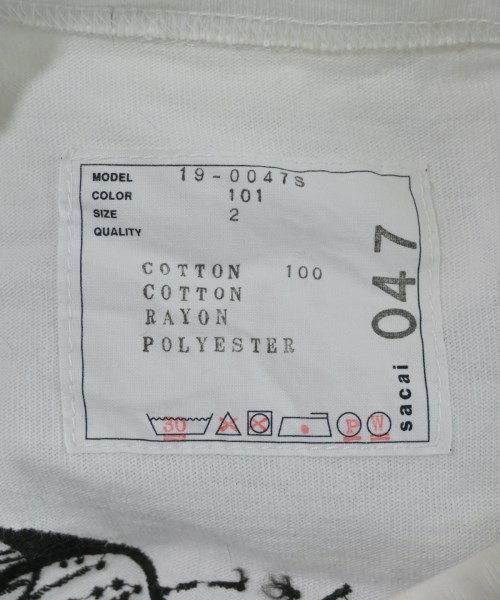 MODEL 19-0047s
COLOR 101
SIZE 2
QUALITY
COTTON 100
COTTON
RAYON
POLYESTER
30 P W
sacai 047